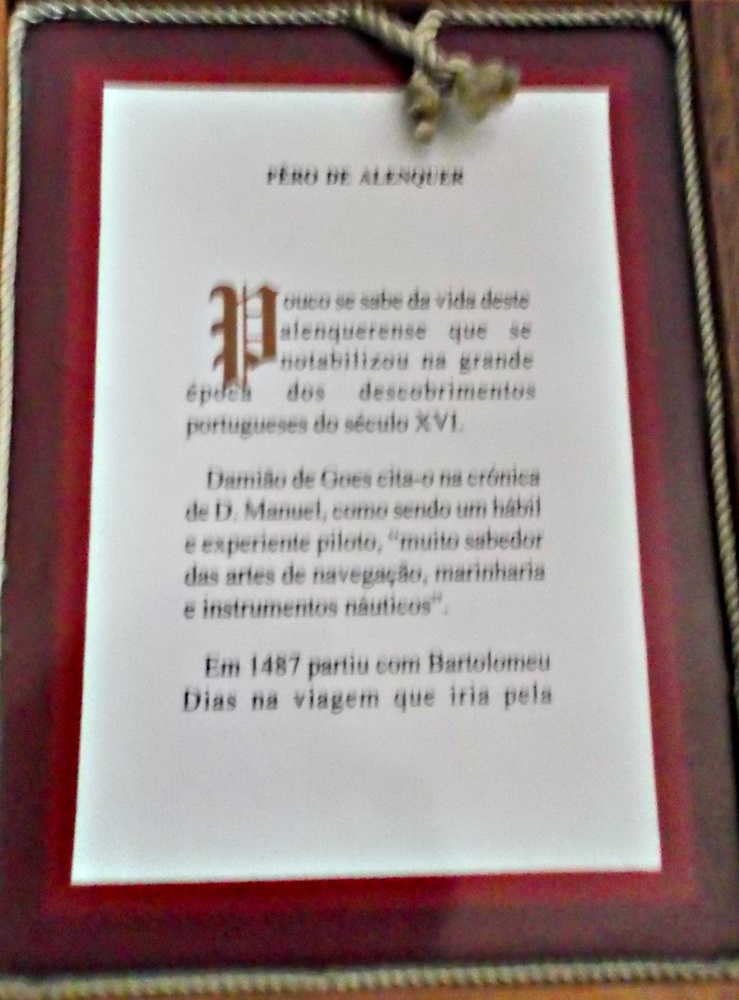 PÊRO DE ALENQUER
Pouco se sabe da vida deste
alenquerense que se
notabilizou na grande
época dos descobrimentos
portugueses do século XVI.
Damião de Goes cita-o na crónica
de D. Manuel, como sendo um hábil
e experiente piloto, “muito sabedor
das artes de navegação, marinharia
e instrumentos náuticos“.
Em 1487 partiu com Bartolomeu
Dias na viagem que iria pela